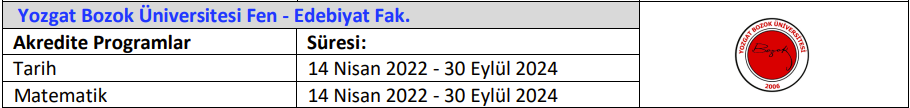 Yozgat Bozok Üniversitesi Fen - Edebiyat Fak.
Akredite Programlar Süresi:
Tarih 14 Nisan 2022 - 30 Eylül 2024
Matematik 14 Nisan 2022 - 30 Eylül 2024
YOZGAT BOZOK ÜNİVERSİTESİ
Bozok
2006